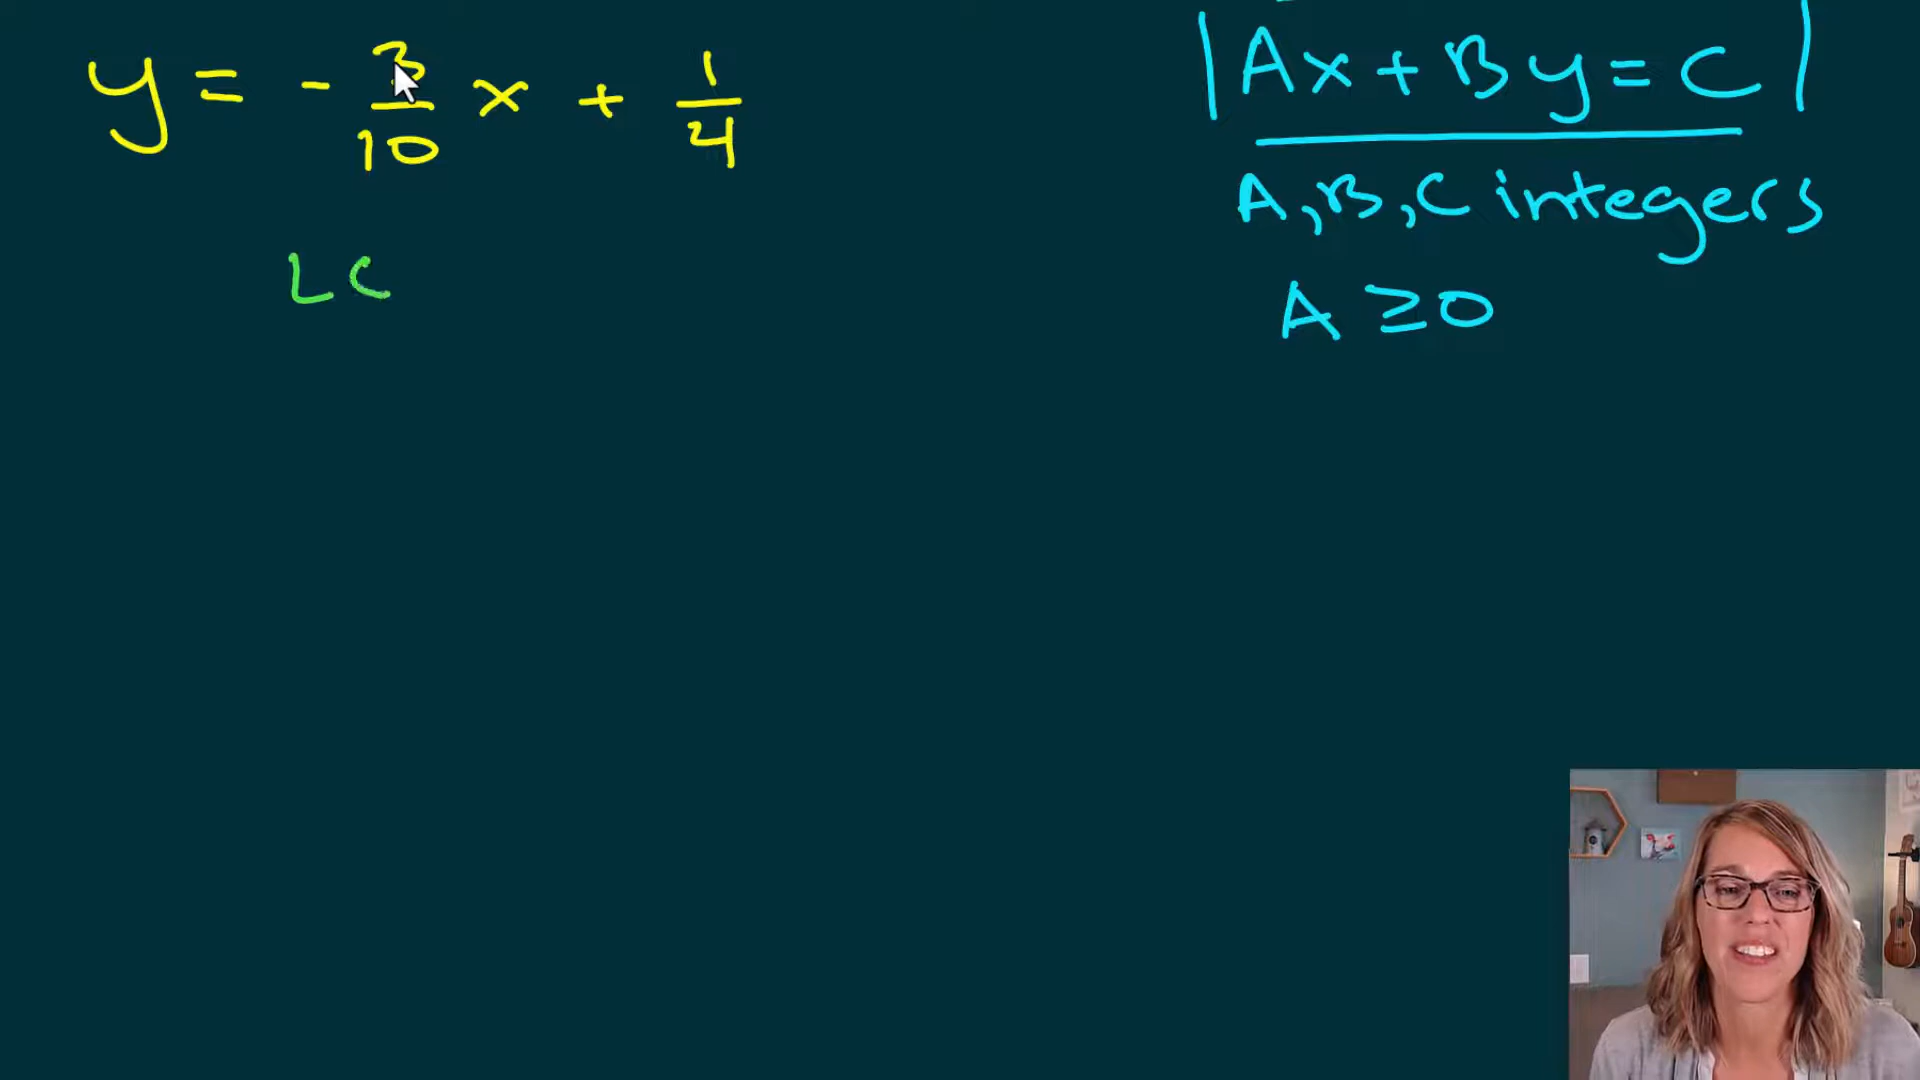 y = - 3/10 x + 1/4
LC
|Ax + By = C|
A, B, C integers
A ≥ 0